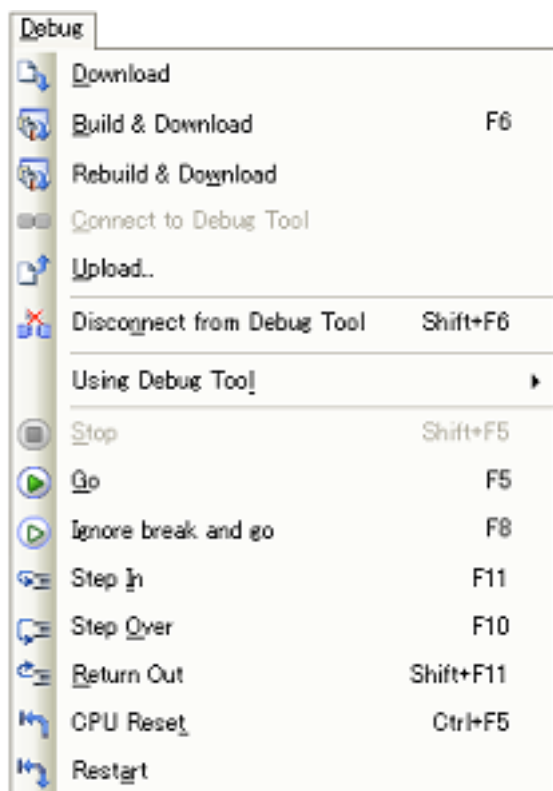 Debug
Download
Build & Download F6
Rebuild & Download
Connect to Debug Tool
Upload..
Disconnect from Debug Tool Shift+F6
Using Debug Tool
Stop Shift+F5
Go F5
Ignore break and go F8
Step In F11
Step Over F10
Return Out Shift+F11
CPU Reset Ctrl+F5
Restart